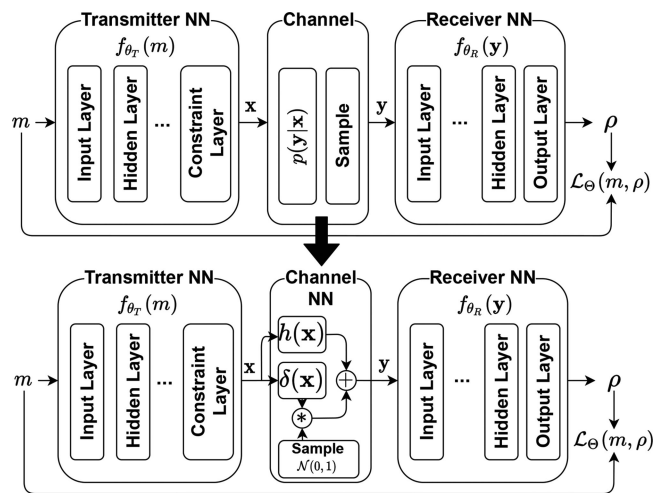 Transmitter NN
f_{θ_T}(m)
Input Layer
Hidden Layer
...
Constraint Layer
Channel
p(y|x)
Sample
Receiver NN
f_{θ_R}(y)
Input Layer
...
Hidden Layer
Output Layer
m
x
y
ρ
ℒ_Θ(m, ρ)
Transmitter NN
f_{θ_T}(m)
Input Layer
Hidden Layer
...
Constraint Layer
Channel
NN
h(x)
δ(x)
+
*
Sample
𝒩(0,1)
Receiver NN
f_{θ_R}(y)
Input Layer
...
Hidden Layer
Output Layer
m
x
y
ρ
ℒ_Θ(m, ρ)